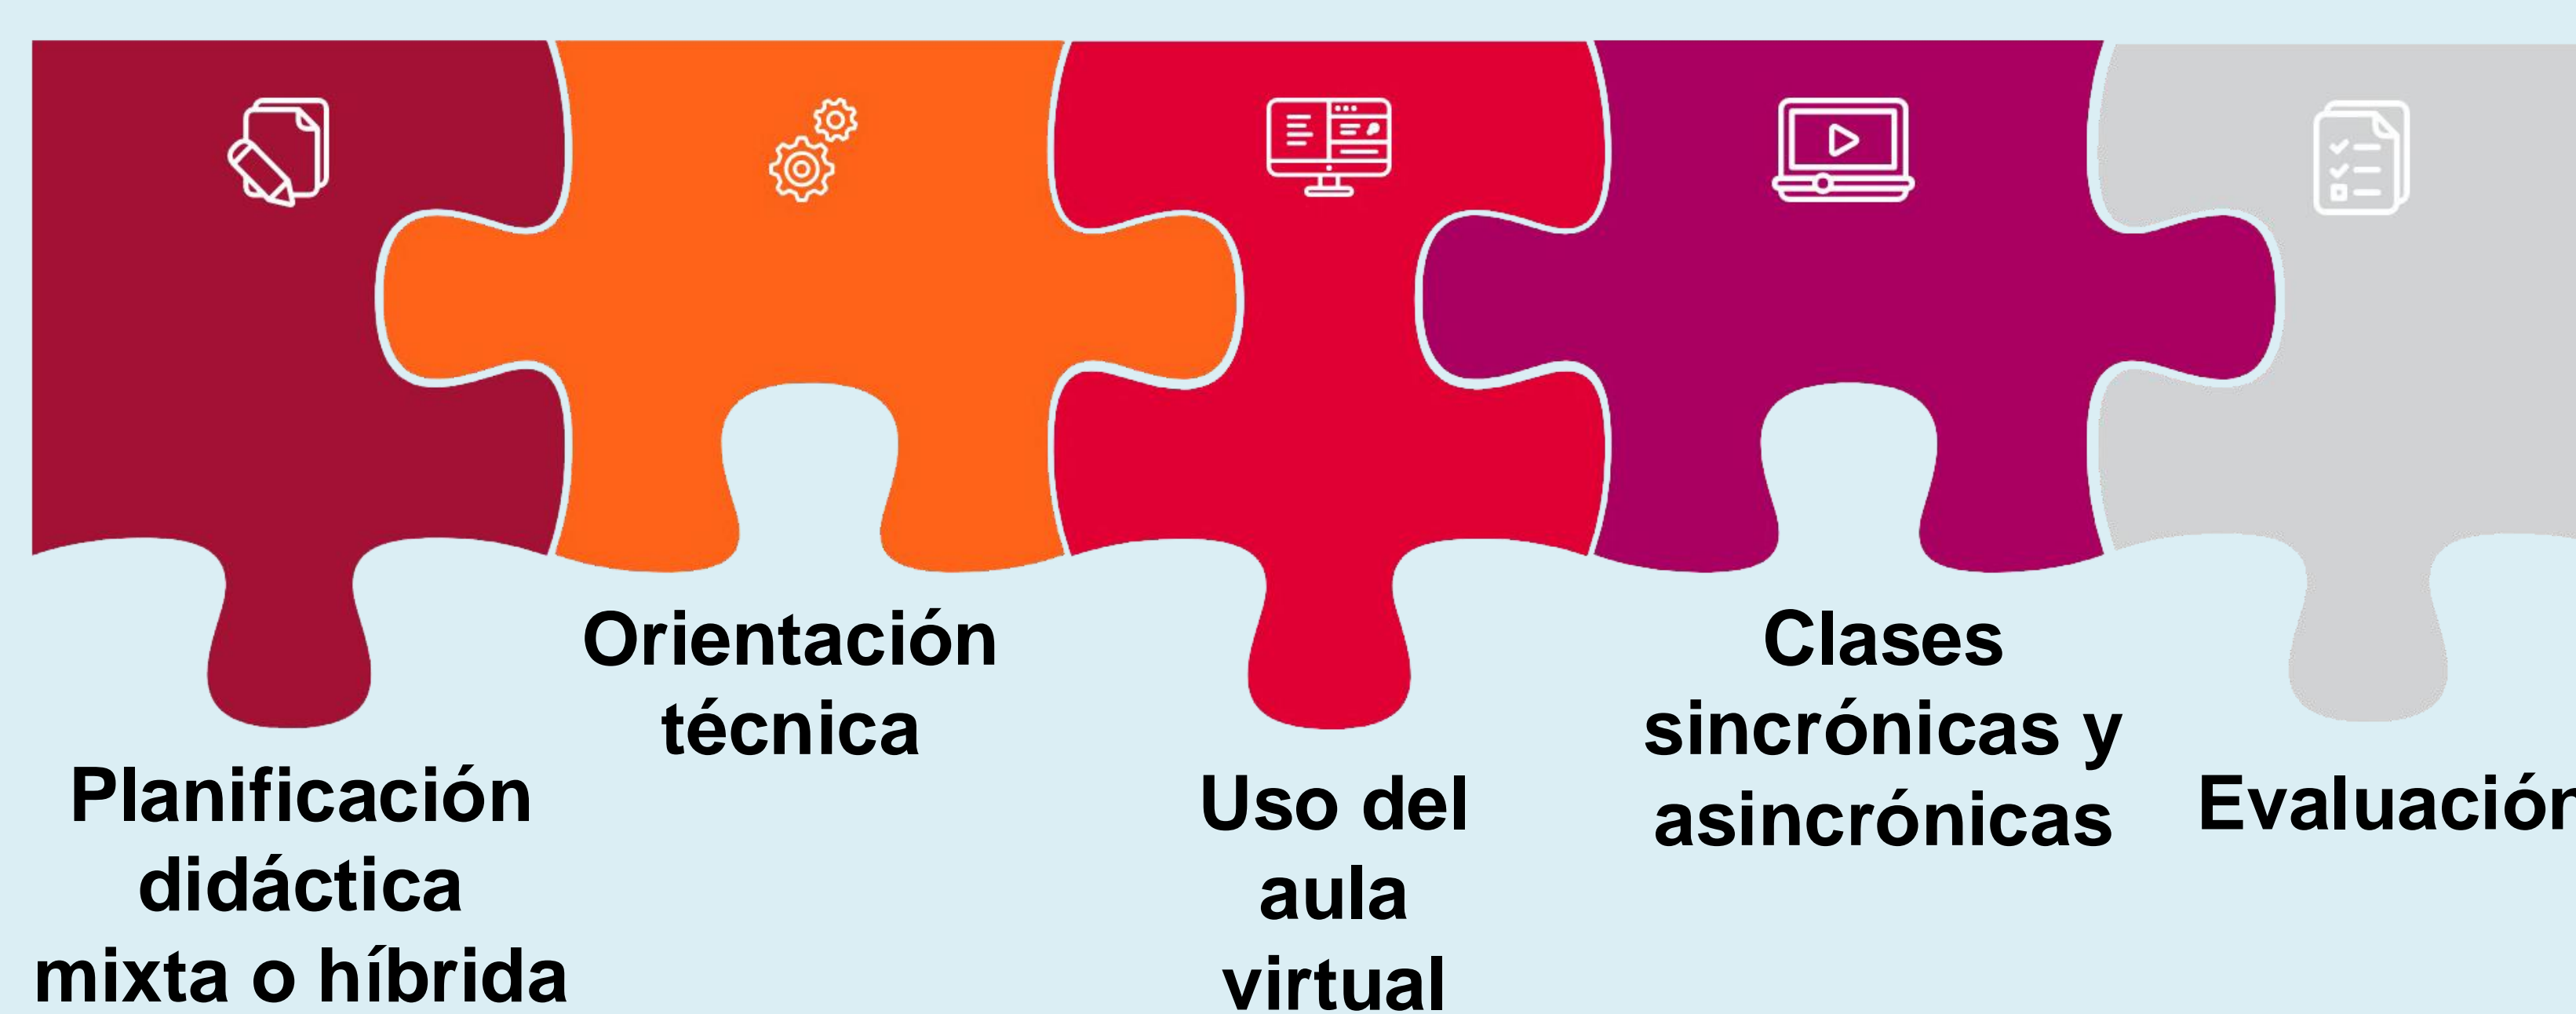 Planificación
didáctica
mixta o híbrida
Orientación
técnica
Uso del
aula
virtual
Clases
sincrónicas y
asincrónicas
Evaluación